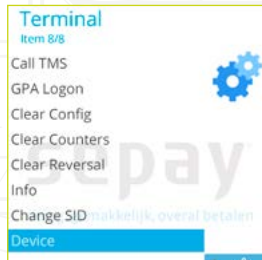 Terminal
Item 8/8
Call TMS
GPA Logon
Clear Config
Clear Counters
Clear Reversal
sepay
Info
Change SID
makkelijk, overal betalen
Device